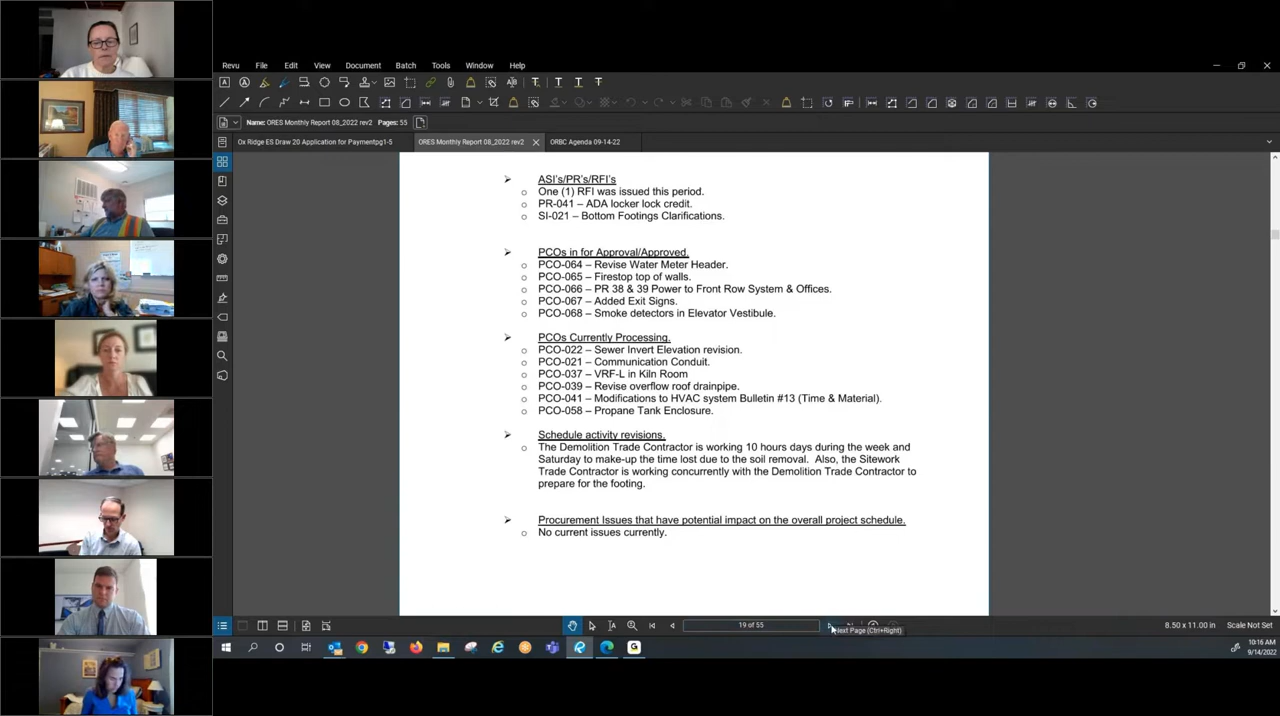 Revu File Edit View Document Batch Tools Window Help
Name: ORES Monthly Report 08_2022 rev2 Pages: 55
Ox Ridge ES Draw 20 Application for Paymentpg1-5
ORES Monthly Report 08_2022 rev2
ORBC Agenda 09-14-22
ASI's/PR's/RFI's
One (1) RFI was issued this period.
PR-041 – ADA locker lock credit.
SI-021 – Bottom Footings Clarifications.
PCOs in for Approval/Approved.
PCO-064 – Revise Water Meter Header.
PCO-065 – Firestop top of walls.
PCO-066 – PR 38 & 39 Power to Front Row System & Offices.
PCO-067 – Added Exit Signs.
PCO-068 – Smoke detectors in Elevator Vestibule.
PCOs Currently Processing.
PCO-022 – Sewer Invert Elevation revision.
PCO-021 – Communication Conduit.
PCO-037 – VRF-L in Kiln Room
PCO-039 – Revise overflow roof drainpipe.
PCO-041 – Modifications to HVAC system Bulletin #13 (Time & Material).
PCO-058 – Propane Tank Enclosure.
Schedule activity revisions.
The Demolition Trade Contractor is working 10 hours days during the week and
Saturday to make-up the time lost due to the soil removal. Also, the Sitework
Trade Contractor is working concurrently with the Demolition Trade Contractor to
prepare for the footing.
Procurement Issues that have potential impact on the overall project schedule.
No current issues currently.
19 of 55
Next Page (Ctrl+Right)
8.50 x 11.00 in
Scale Not Set
10:16 AM
9/14/2022